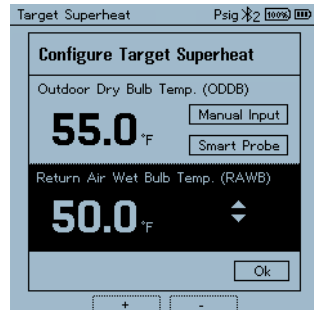 Target Superheat Psig 2 100%
Configure Target Superheat
Outdoor Dry Bulb Temp. (ODDB)
55.0 °F
Manual Input
Smart Probe
Return Air Wet Bulb Temp. (RAWB)
50.0 °F
Ok
+ -